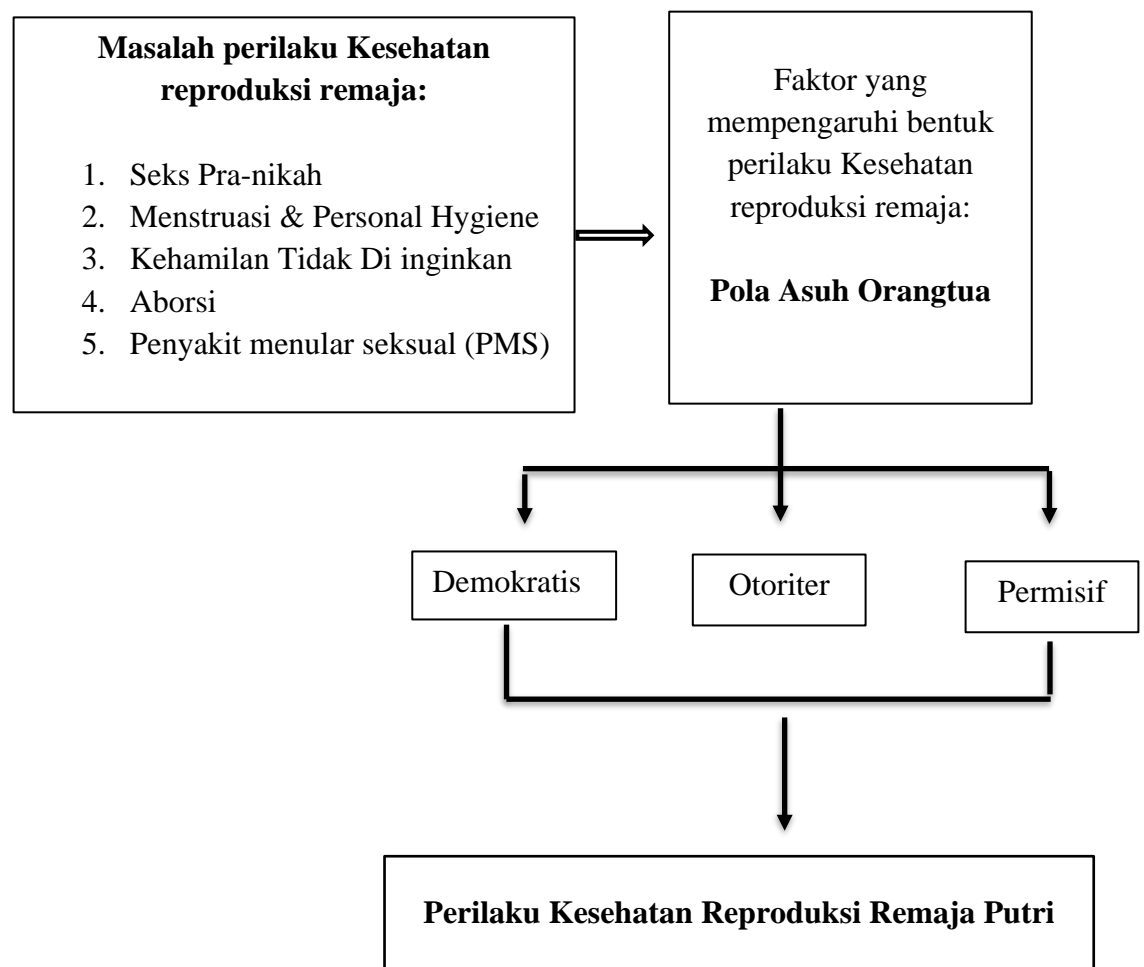 Masalah perilaku Kesehatan
reproduksi remaja:
1. Seks Pra-nikah
2. Menstruasi & Personal Hygiene
3. Kehamilan Tidak Di inginkan
4. Aborsi
5. Penyakit menular seksual (PMS)
Faktor yang
mempengaruhi bentuk
perilaku Kesehatan
reproduksi remaja:
Pola Asuh Orangtua
Demokratis
Otoriter
Permisif
Perilaku Kesehatan Reproduksi Remaja Putri